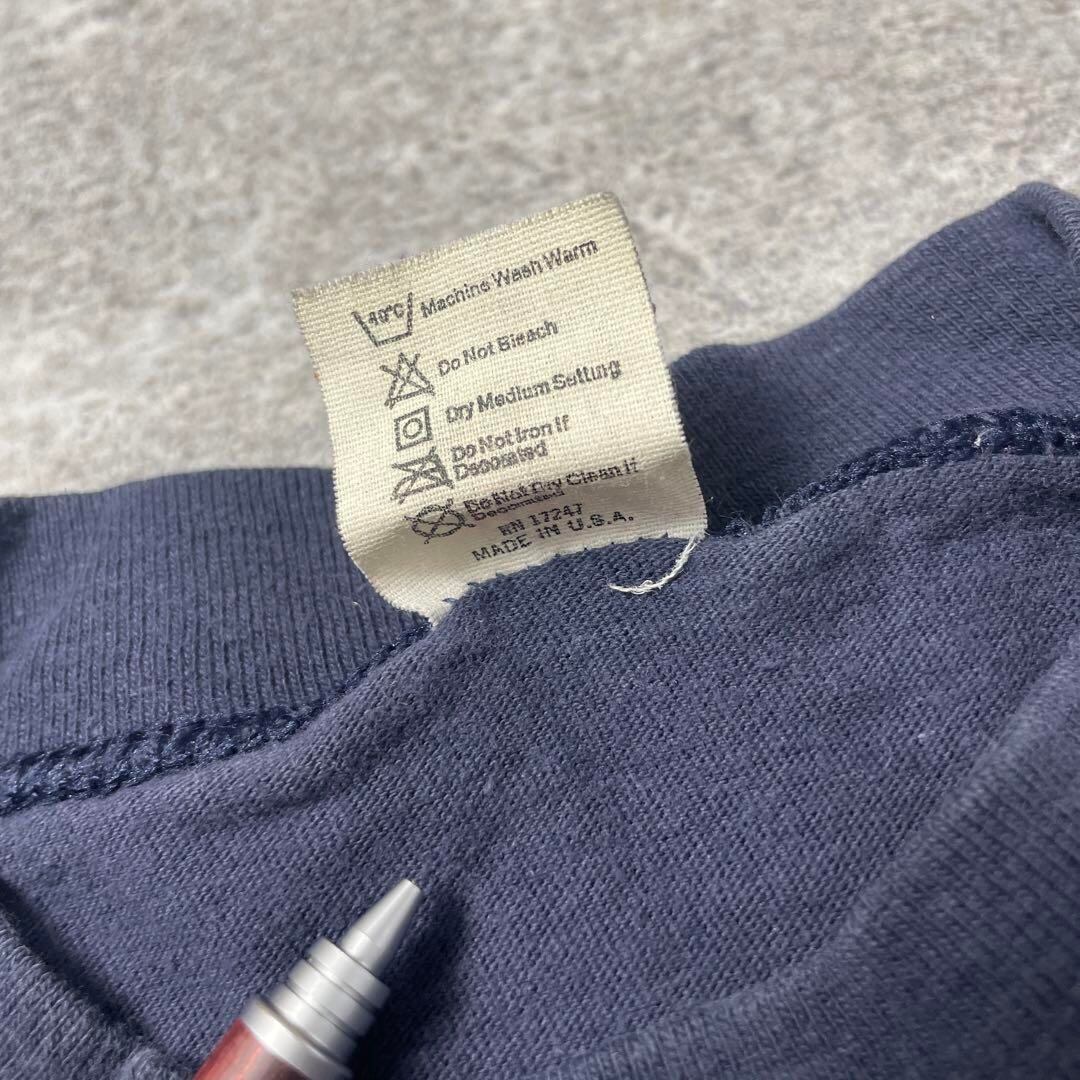 40°C Machine Wash Warm
Do Not Bleach
Dry Medium Setting
Do Not Iron if
Decorated
Do Not Dry Clean if
Decorated
RN 17247
MADE IN U.S.A.